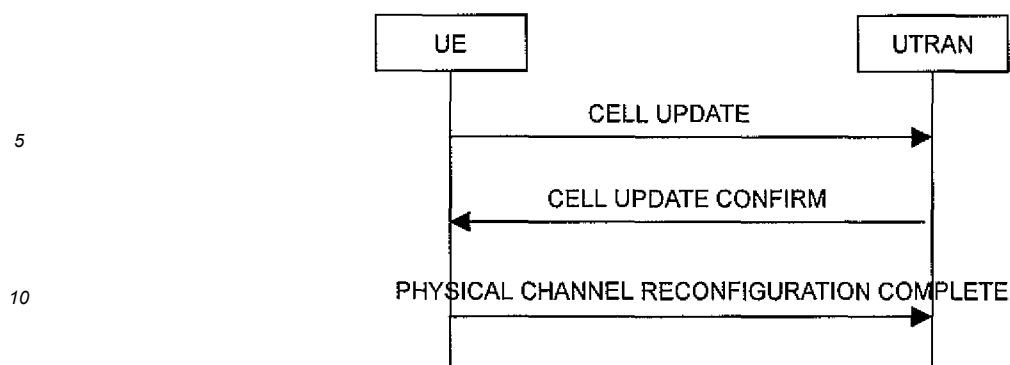 UE UTRAN
5 CELL UPDATE
CELL UPDATE CONFIRM
10 PHYSICAL CHANNEL RECONFIGURATION COMPLETE